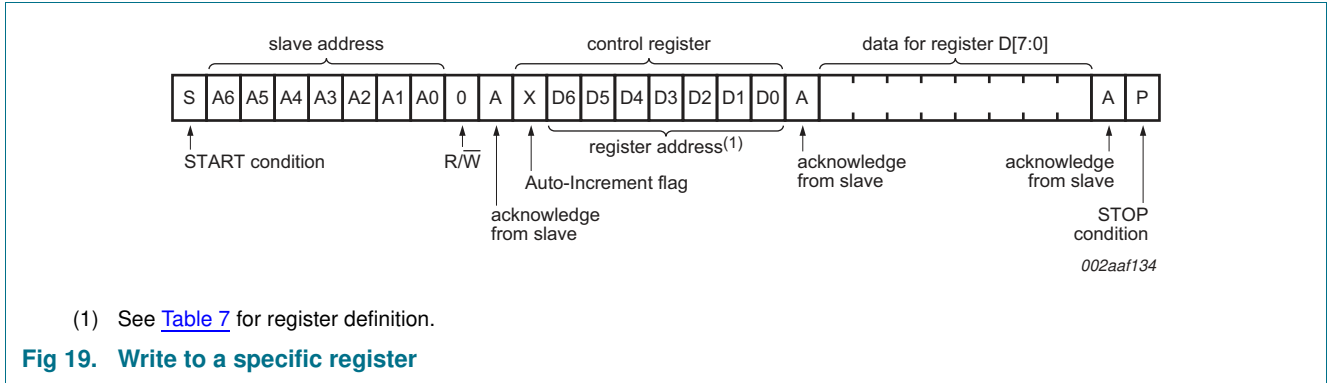 slave address control register data for register D[7:0]
S A6 A5 A4 A3 A2 A1 A0 0 A X D6 D5 D4 D3 D2 D1 D0 A A P
register address(1)
START condition R/W̅ acknowledge acknowledge
Auto-Increment flag from slave from slave
acknowledge STOP
from slave condition
002aaf134
(1) See Table 7 for register definition.
Fig 19. Write to a specific register